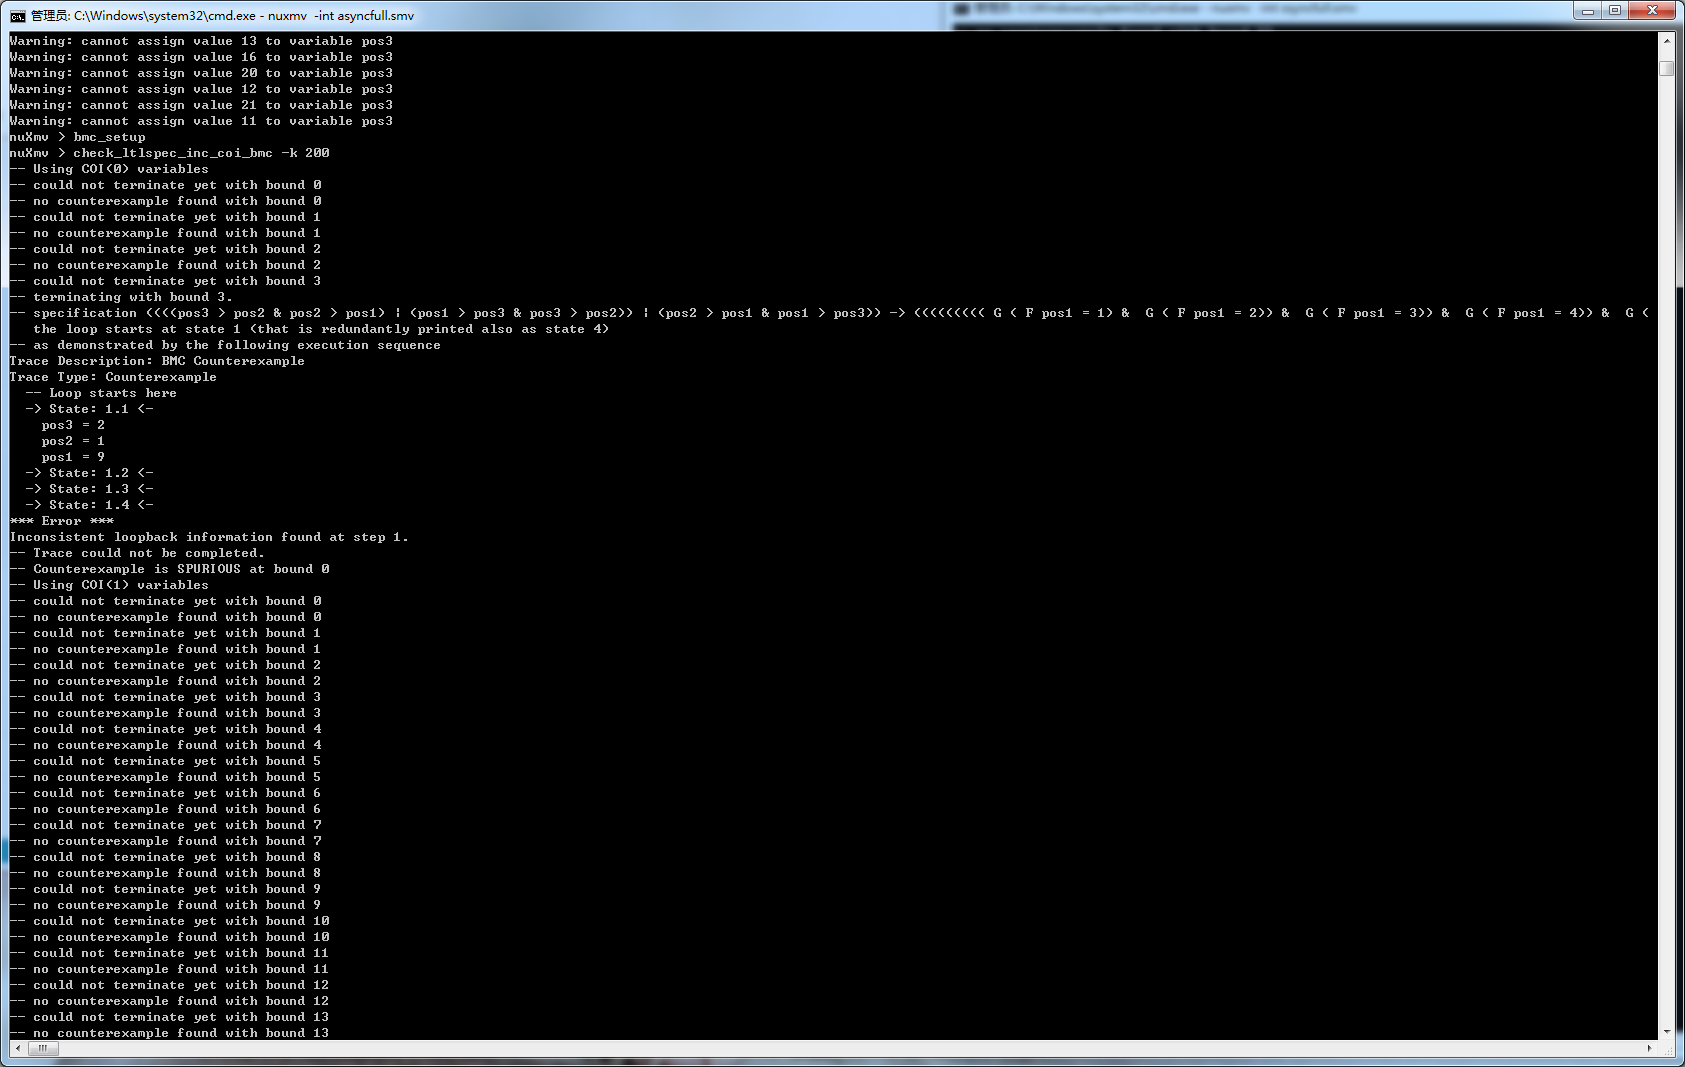 管理员: C:\Windows\system32\cmd.exe - nuxmv  -int asyncfull.smv
Warning: cannot assign value 13 to variable pos3
Warning: cannot assign value 16 to variable pos3
Warning: cannot assign value 20 to variable pos3
Warning: cannot assign value 12 to variable pos3
Warning: cannot assign value 21 to variable pos3
Warning: cannot assign value 11 to variable pos3
nuXmv > bmc_setup
nuXmv > check_ltlspec_inc_coi_bmc -k 200
-- Using COI(0) variables
-- could not terminate yet with bound 0
-- no counterexample found with bound 0
-- could not terminate yet with bound 1
-- no counterexample found with bound 1
-- could not terminate yet with bound 2
-- no counterexample found with bound 2
-- could not terminate yet with bound 3
-- terminating with bound 3.
-- specification ((((pos3 > pos2 & pos2 > pos1) | (pos1 > pos3 & pos3 > pos2)) | (pos2 > pos1 & pos1 > pos3)) -> ((((((((( G ( F pos1 = 1) &  G ( F pos1 = 2)) &  G ( F pos1 = 3)) &  G ( F pos1 = 4)) &  G (
   the loop starts at state 1 (that is redundantly printed also as state 4)
-- as demonstrated by the following execution sequence
Trace Description: BMC Counterexample
Trace Type: Counterexample
  -- Loop starts here
  -> State: 1.1 <-
    pos3 = 2
    pos2 = 1
    pos1 = 9
  -> State: 1.2 <-
  -> State: 1.3 <-
  -> State: 1.4 <-
*** Error ***
Inconsistent loopback information found at step 1.
-- Trace could not be completed.
-- Counterexample is SPURIOUS at bound 0
-- Using COI(1) variables
-- could not terminate yet with bound 0
-- no counterexample found with bound 0
-- could not terminate yet with bound 1
-- no counterexample found with bound 1
-- could not terminate yet with bound 2
-- no counterexample found with bound 2
-- could not terminate yet with bound 3
-- no counterexample found with bound 3
-- could not terminate yet with bound 4
-- no counterexample found with bound 4
-- could not terminate yet with bound 5
-- no counterexample found with bound 5
-- could not terminate yet with bound 6
-- no counterexample found with bound 6
-- could not terminate yet with bound 7
-- no counterexample found with bound 7
-- could not terminate yet with bound 8
-- no counterexample found with bound 8
-- could not terminate yet with bound 9
-- no counterexample found with bound 9
-- could not terminate yet with bound 10
-- no counterexample found with bound 10
-- could not terminate yet with bound 11
-- no counterexample found with bound 11
-- could not terminate yet with bound 12
-- no counterexample found with bound 12
-- could not terminate yet with bound 13
-- no counterexample found with bound 13